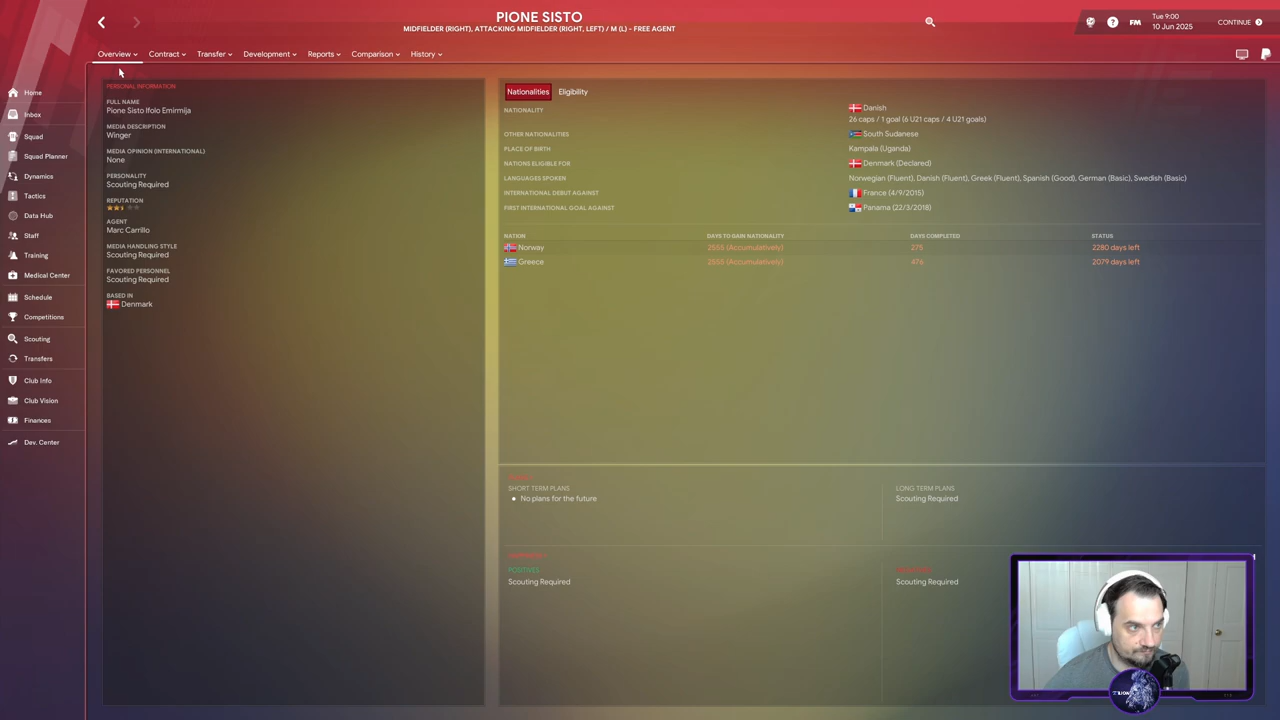 PIONE SISTO
MIDFIELDER (RIGHT), ATTACKING MIDFIELDER (RIGHT, LEFT) / M (L) - FREE AGENT
FM
Tue 9:00
10 Jun 2025
CONTINUE
Overview
Contract
Transfer
Development
Reports
Comparison
History
Home
Inbox
Squad
Squad Planner
Dynamics
Tactics
Data Hub
Staff
Training
Medical Center
Schedule
Competitions
Scouting
Transfers
Club Info
Club Vision
Finances
Dev. Center
PERSONAL INFORMATION
FULL NAME
Pione Sisto Ifolo Emirmija
MEDIA DESCRIPTION
Winger
MEDIA OPINION (INTERNATIONAL)
None
PERSONALITY
Scouting Required
REPUTATION
AGENT
Marc Carrillo
MEDIA HANDLING STYLE
Scouting Required
FAVORED PERSONNEL
Scouting Required
BASED IN
Denmark
Nationalities
Eligibility
NATIONALITY
Danish
26 caps / 1 goal (6 U21 caps / 4 U21 goals)
OTHER NATIONALITIES
South Sudanese
PLACE OF BIRTH
Kampala (Uganda)
NATIONS ELIGIBLE FOR
Denmark (Declared)
LANGUAGES SPOKEN
Norwegian (Fluent), Danish (Fluent), Greek (Fluent), Spanish (Good), German (Basic), Swedish (Basic)
INTERNATIONAL DEBUT AGAINST
France (4/9/2015)
FIRST INTERNATIONAL GOAL AGAINST
Panama (22/3/2018)
NATION DAYS TO GAIN NATIONALITY DAYS COMPLETED STATUS
Norway 2555 (Accumulatively) 275 2280 days left
Greece 2555 (Accumulatively) 476 2079 days left
SHORT TERM PLANS
No plans for the future
LONG TERM PLANS
Scouting Required
POSITIVES
Scouting Required
Scouting Required